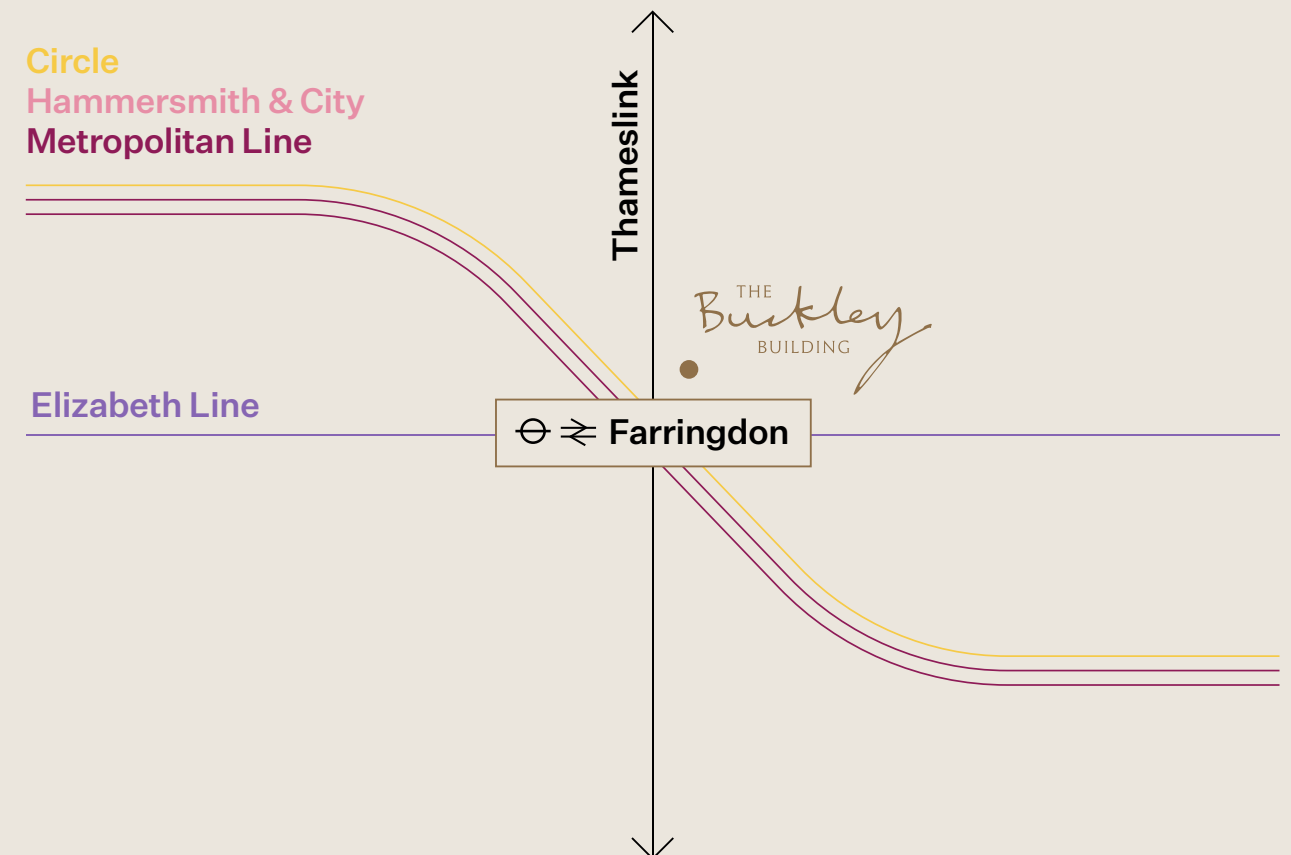 Circle
Hammersmith & City
Metropolitan Line
Thameslink
THE
Buckley
BUILDING
Elizabeth Line
Farringdon